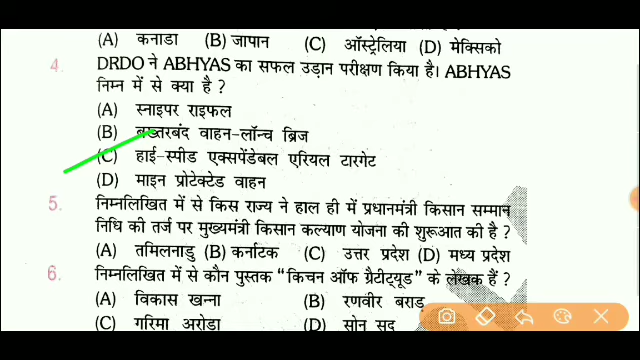 (A) कनाडा (B) जापान (C) ऑस्ट्रेलिया (D) मेक्सिको
4. DRDO ने ABHYAS का सफल उड़ान परीक्षण किया है। ABHYAS
निम्न में से क्या है ?
(A) स्नाइपर राइफल
(B) बख्तरबंद वाहन-लॉन्च ब्रिज
(C) हाई-स्पीड एक्सपेंडेबल एरियल टारगेट
(D) माइन प्रोटेक्टेड वाहन
5. निम्नलिखित में से किस राज्य ने हाल ही में प्रधानमंत्री किसान सम्मान
निधि की तर्ज पर मुख्यमंत्री किसान कल्याण योजना की शुरूआत की है ?
(A) तमिलनाडु (B) कर्नाटक (C) उत्तर प्रदेश (D) मध्य प्रदेश
6. निम्नलिखित में से कौन पुस्तक “किचन ऑफ ग्रैटीट्यूड” के लेखक हैं ?
(A) विकास खन्ना (B) रणवीर बराड़
(C) गरिमा अरोड़ा (D) सोनू सूद